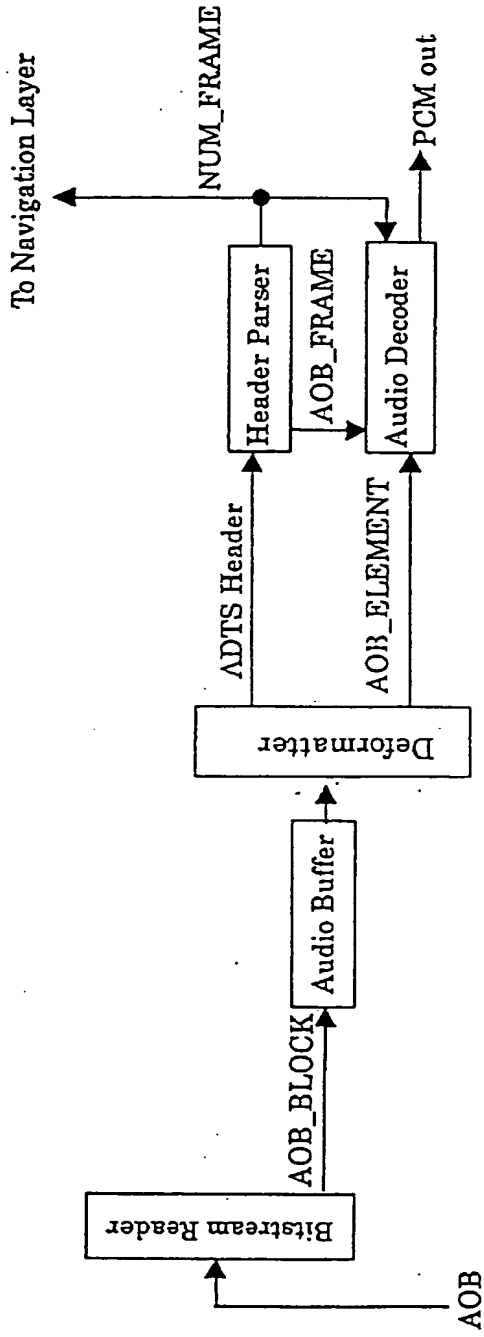 AOB
Bitstream Reader
AOB_BLOCK
Audio Buffer
Deformatter
ADTS Header
AOB_ELEMENT
Header Parser
AOB_FRAME
Audio Decoder
NUM_FRAME
To Navigation Layer
PCM out